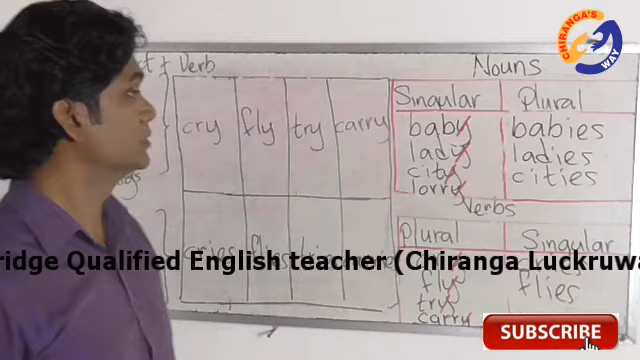 CHIRANGA'S WAY
Verb
Nouns
Singular Plural
baby babies
lady ladies
city cities
lorry
cry fly try carry
Verbs
Plural Singular
fly flies
try
carry
cries
ridge Qualified English teacher (Chiranga Luckruwa
SUBSCRIBE